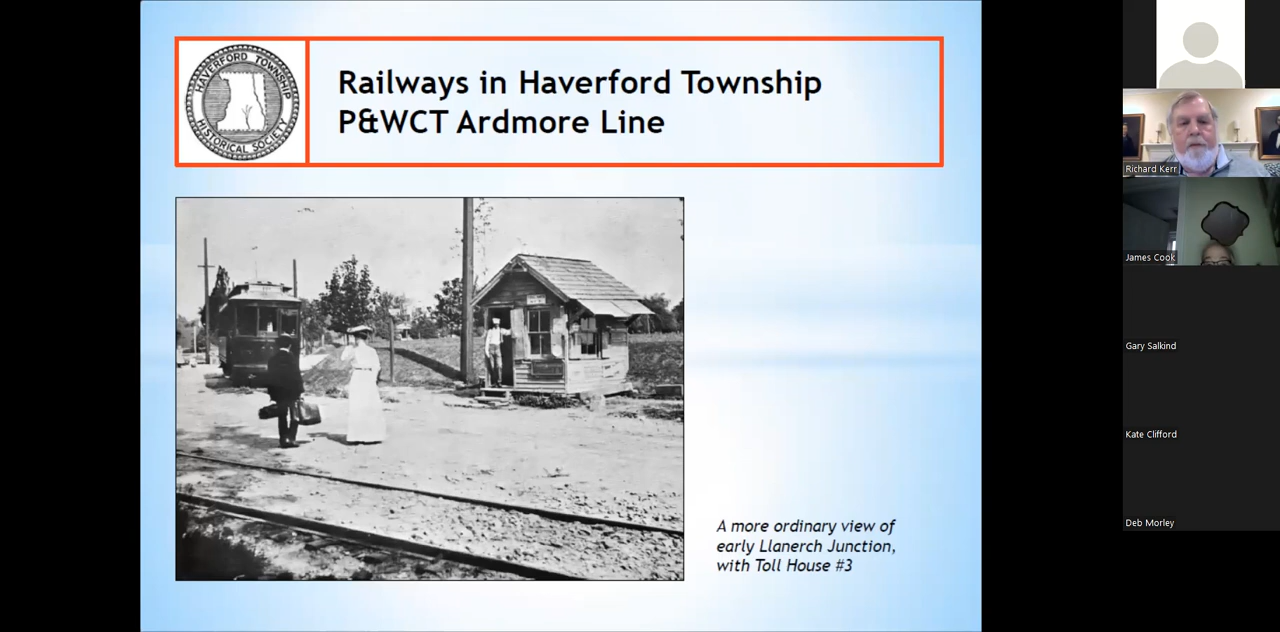 HAVERFORD TOWNSHIP
HISTORICAL SOCIETY
Railways in Haverford Township
P&WCT Ardmore Line
A more ordinary view of
early Llanerch Junction,
with Toll House #3
Richard Kerr
James Cook
Gary Salkind
Kate Clifford
Deb Morley